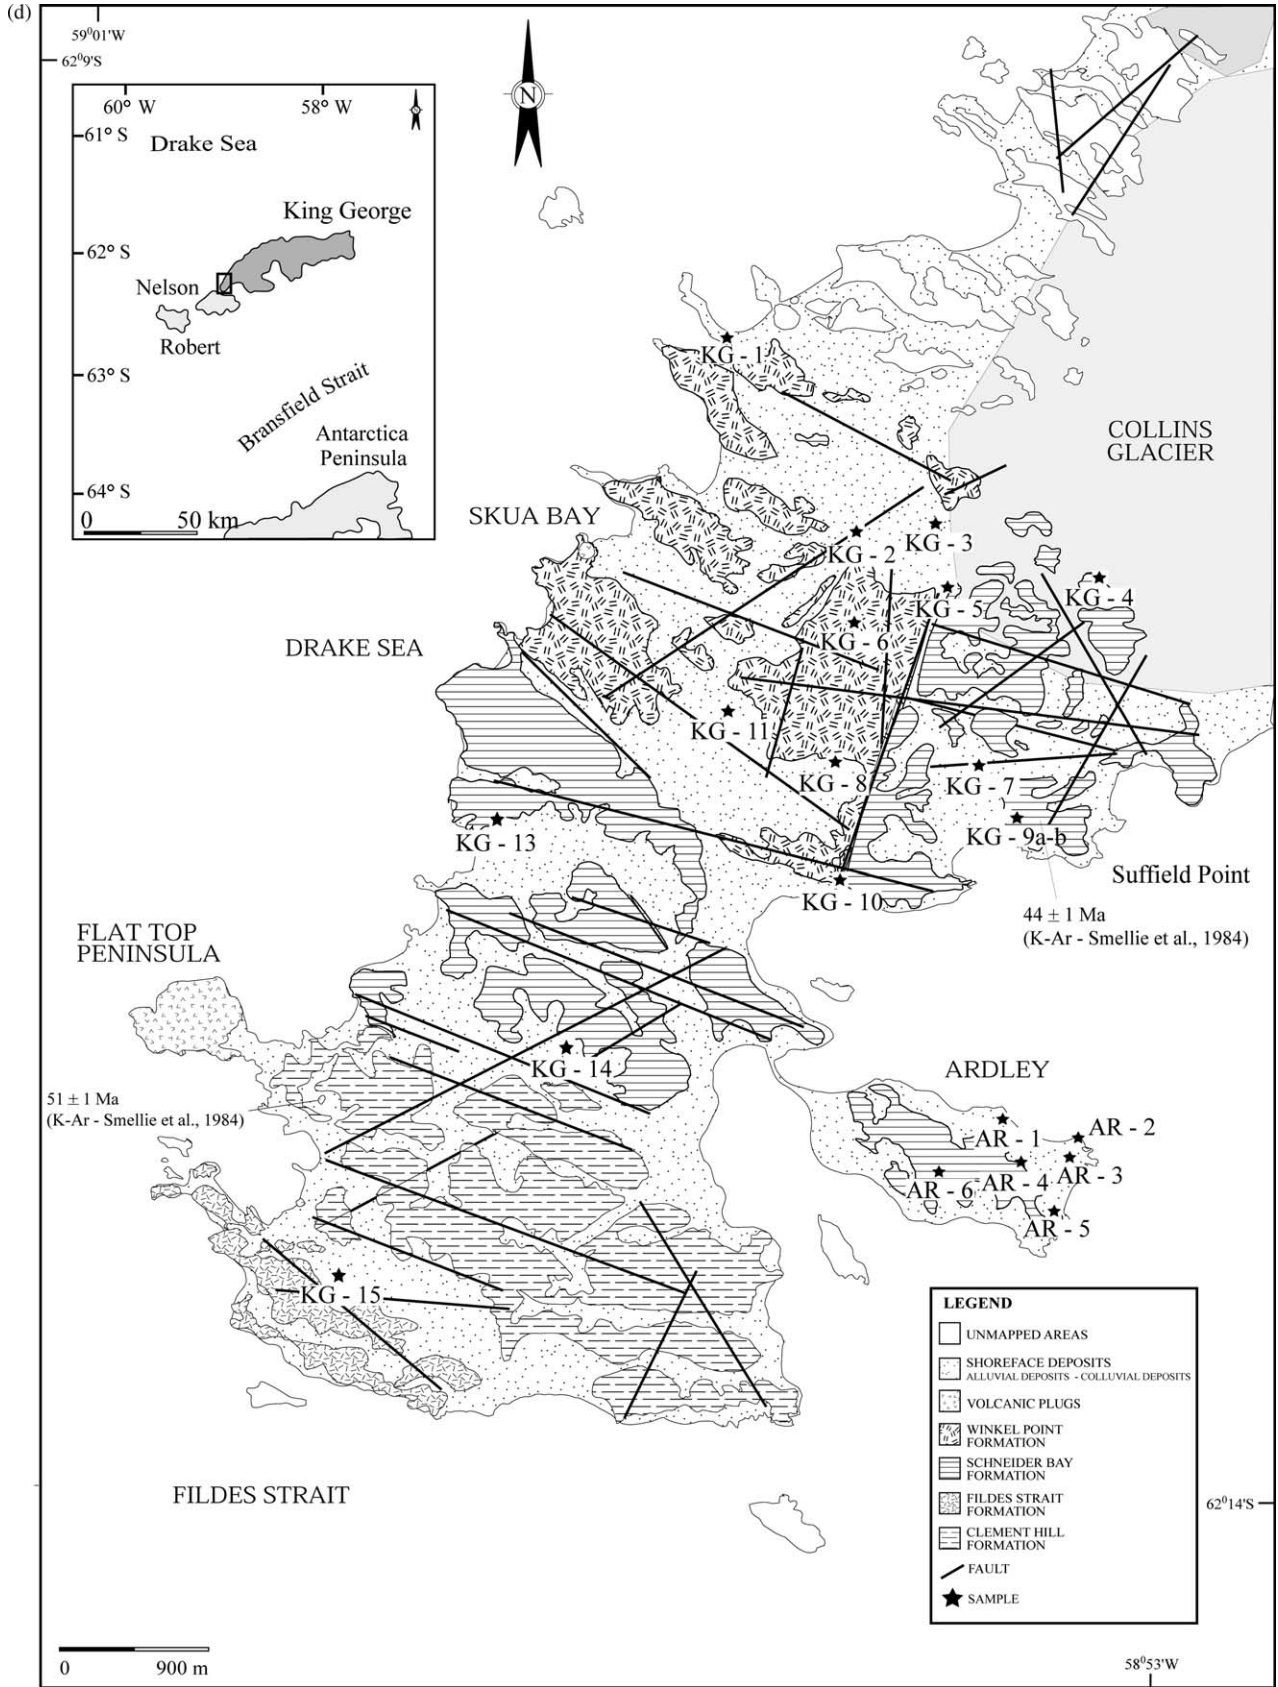 (d)
59⁰01'W
62⁰9'S
60° W
58° W
61° S
Drake Sea
King George
62° S
Nelson
Robert
63° S
Bransfield Strait
Antarctica
Peninsula
64° S
0 50 km
N
KG - 1
COLLINS
GLACIER
SKUA BAY
KG - 2
KG - 3
KG - 4
KG - 5
KG - 6
DRAKE SEA
KG - 11
KG - 8
KG - 7
KG - 13
KG - 9a-b
Suffield Point
KG - 10
44 ± 1 Ma
(K-Ar - Smellie et al., 1984)
FLAT TOP
PENINSULA
KG - 14
ARDLEY
51 ± 1 Ma
(K-Ar - Smellie et al., 1984)
AR - 1
AR - 2
AR - 3
AR - 4
AR - 6
AR - 5
KG - 15
FILDES STRAIT
LEGEND
UNMAPPED AREAS
SHOREFACE DEPOSITS
ALLUVIAL DEPOSITS - COLLUVIAL DEPOSITS
VOLCANIC PLUGS
WINKEL POINT
FORMATION
SCHNEIDER BAY
FORMATION
FILDES STRAIT
FORMATION
CLEMENT HILL
FORMATION
FAULT
SAMPLE
62⁰14'S
0 900 m
58⁰53'W